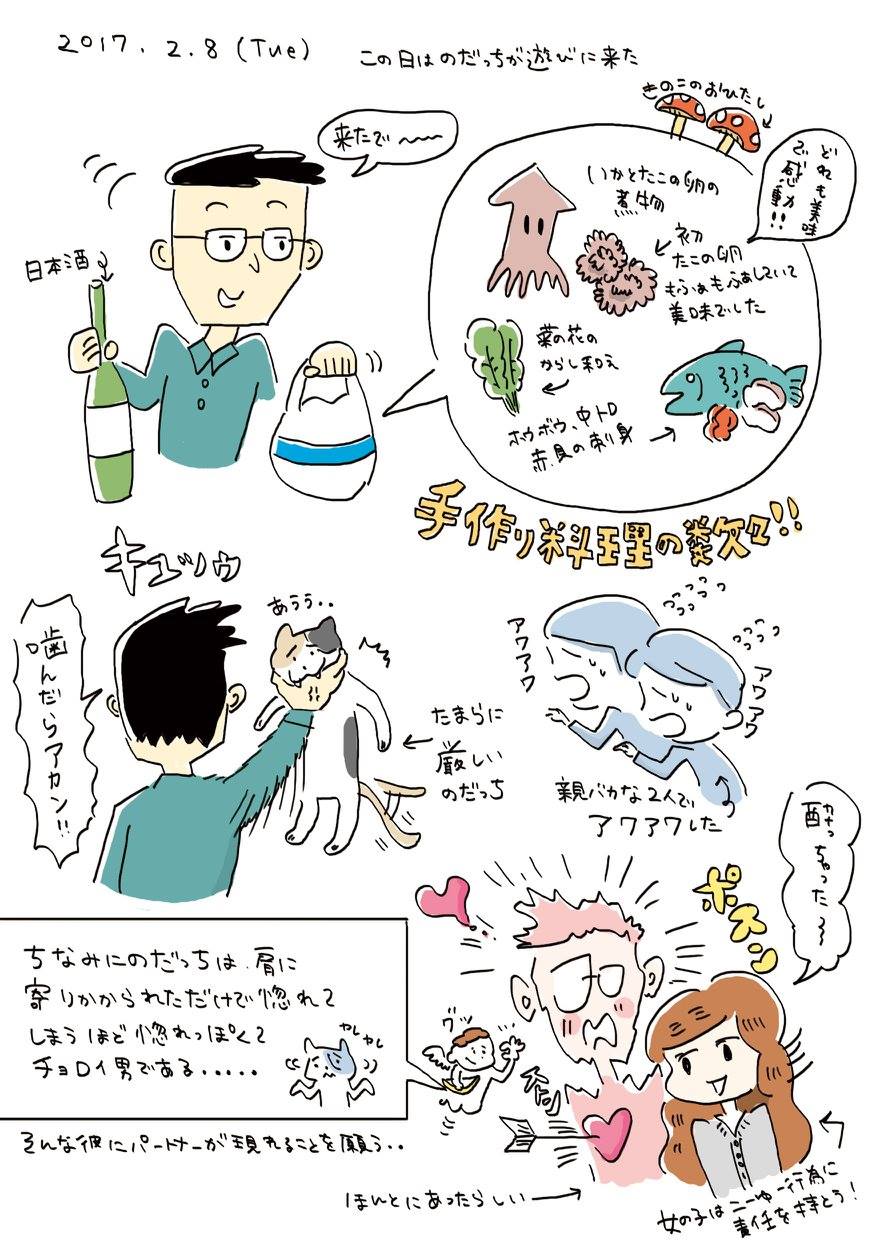 2017. 2.8 (Tue)
この日はのだっちが遊びに来た
来たで〜〜
日本酒
きのこのおひたし
どれも美味
で感動!!
いかとたこの卵の
煮物
初
たこの卵
もふぁもふぁしていて
美味でした
菜の花の
からし和え
ホウボウ、中トロ
赤貝の刺身
手作り料理の数々!!
キュッゥ
噛んだらアカン!!
あうぅ・・
たまらに
厳しい
のだっち
アワアワ
アワアワ
親バカな2人で
アワアワした
酔っちゃった〜
ポスン
ちなみにのだっちは、肩に
寄りかかられただけで惚れて
しまうほど惚れっぽくて
チョロイ男である・・・・・
ヤレ
ヤレ
グッ
そんな彼にパートナーが現れることを願う・・
ほんとにあったらしい
女の子はこーゆー行為に
責任を持とう!